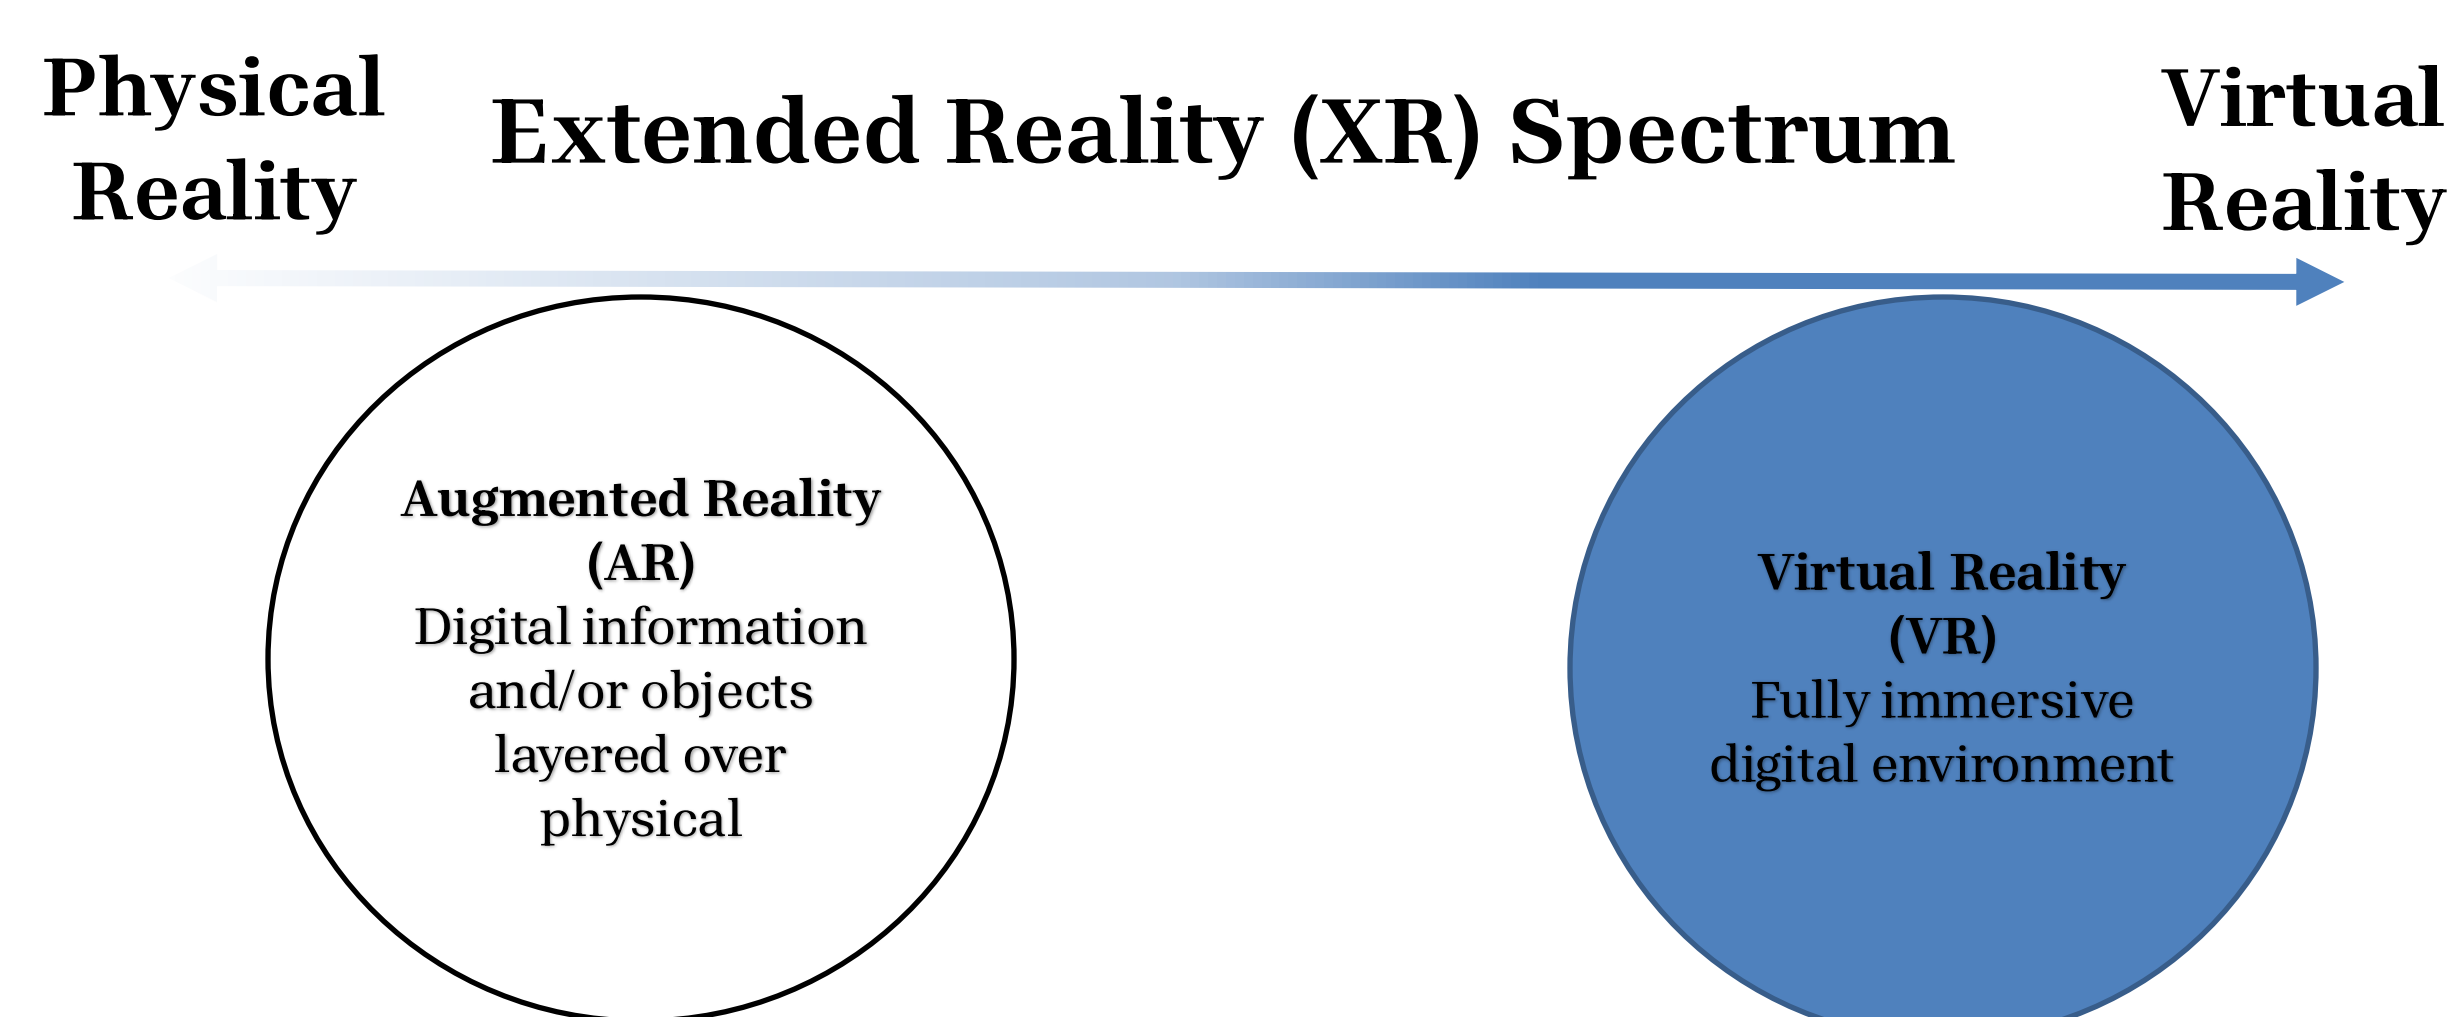 Physical
Reality
Extended Reality (XR) Spectrum
Virtual
Reality
Augmented Reality
(AR)
Digital information
and/or objects
layered over
physical
Virtual Reality
(VR)
Fully immersive
digital environment